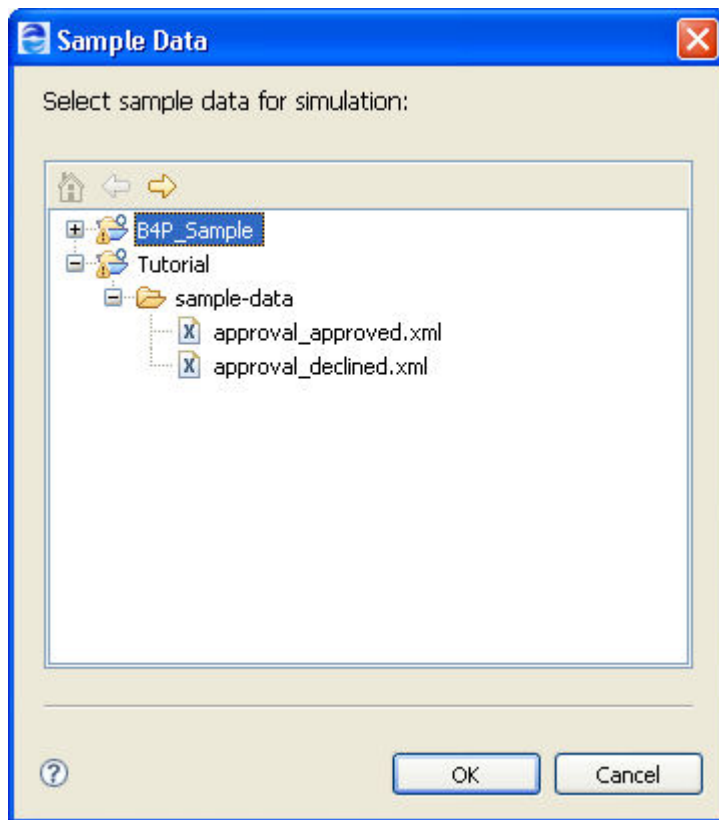 Sample Data
Select sample data for simulation:
B4P_Sample
Tutorial
sample-data
approval_approved.xml
approval_declined.xml
OK
Cancel